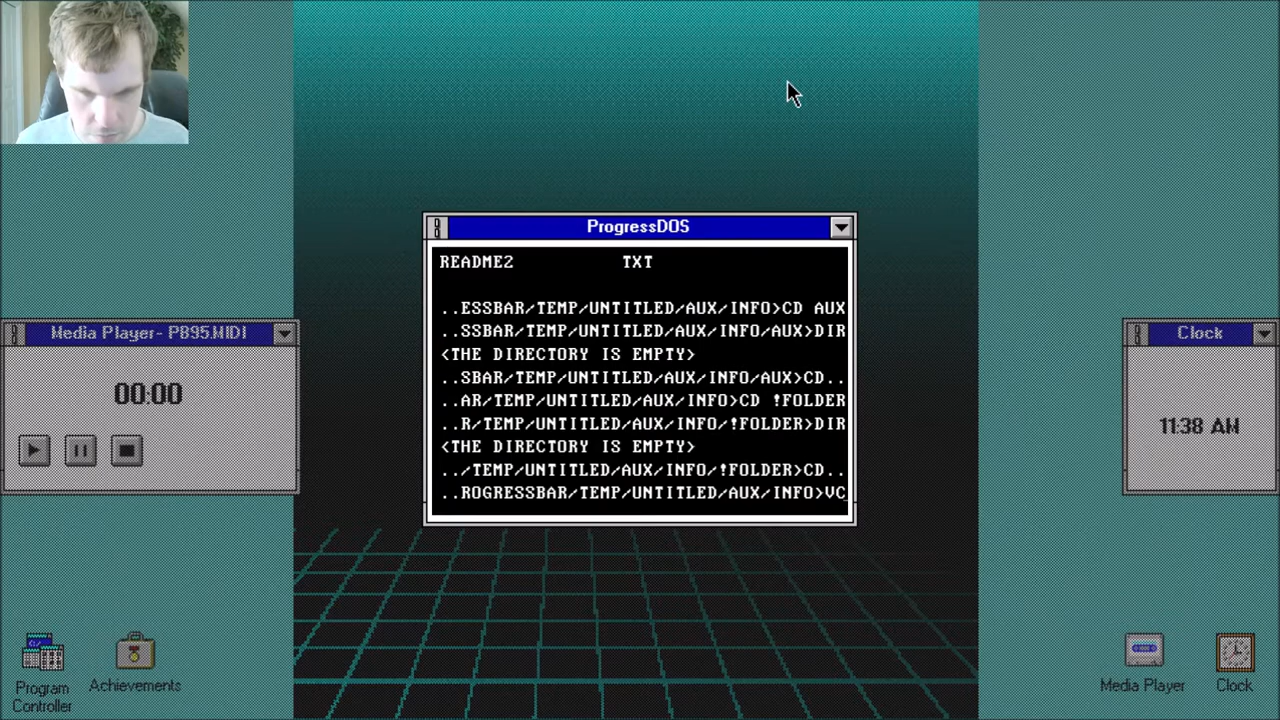 ProgressDOS
README2 TXT
..ESSBAR/TEMP/UNTITLED/AUX/INFO>CD AUX
..SSBAR/TEMP/UNTITLED/AUX/INFO/AUX>DIR
<THE DIRECTORY IS EMPTY>
..SBAR/TEMP/UNTITLED/AUX/INFO/AUX>CD..
..AR/TEMP/UNTITLED/AUX/INFO>CD !FOLDER
..R/TEMP/UNTITLED/AUX/INFO/!FOLDER>DIR
<THE DIRECTORY IS EMPTY>
../TEMP/UNTITLED/AUX/INFO/!FOLDER>CD..
..ROGRESSBAR/TEMP/UNTITLED/AUX/INFO>VC_
Media Player- PB95.MIDI
00:00
Clock
11:38 AM
Program
Controller
Achievements
Media Player
Clock